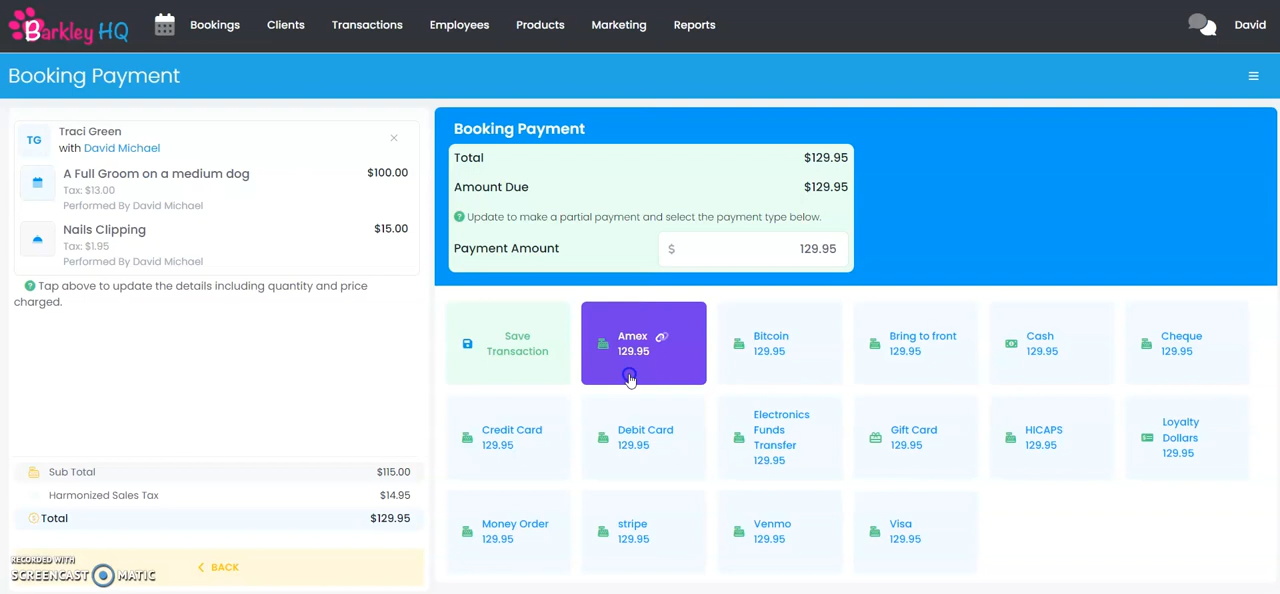 Barkley HQ
Bookings
Clients
Transactions
Employees
Products
Marketing
Reports
David
Booking Payment
TG
Traci Green
with David Michael
A Full Groom on a medium dog
$100.00
Tax: $13.00
Performed By David Michael
Nails Clipping
$15.00
Tax: $1.95
Performed By David Michael
Tap above to update the details including quantity and price
charged.
Sub Total
$115.00
Harmonized Sales Tax
$14.95
Total
$129.95
BACK
RECORDED WITH
SCREENCAST MATIC
Booking Payment
Total
$129.95
Amount Due
$129.95
Update to make a partial payment and select the payment type below.
Payment Amount
$ 129.95
Save
Transaction
Amex
129.95
Bitcoin
129.95
Bring to front
129.95
Cash
129.95
Cheque
129.95
Credit Card
129.95
Debit Card
129.95
Electronics
Funds
Transfer
129.95
Gift Card
129.95
HICAPS
129.95
Loyalty
Dollars
129.95
Money Order
129.95
stripe
129.95
Venmo
129.95
Visa
129.95